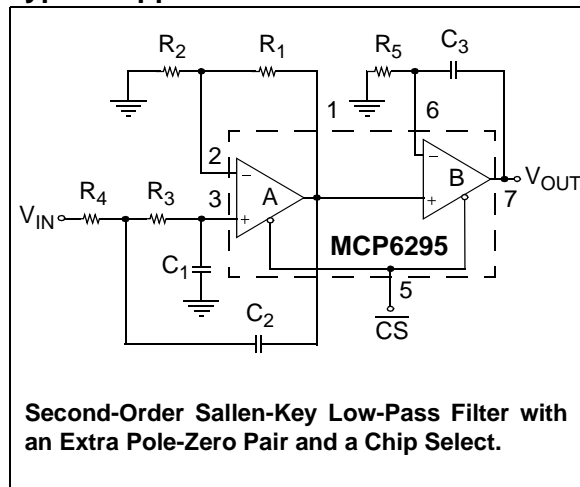 R2 R1 R5 C3
1 6
2
R4 R3 3 A B VOUT
VIN 7
C1 MCP6295
5
C2 CS
Second-Order Sallen-Key Low-Pass Filter with
an Extra Pole-Zero Pair and a Chip Select.